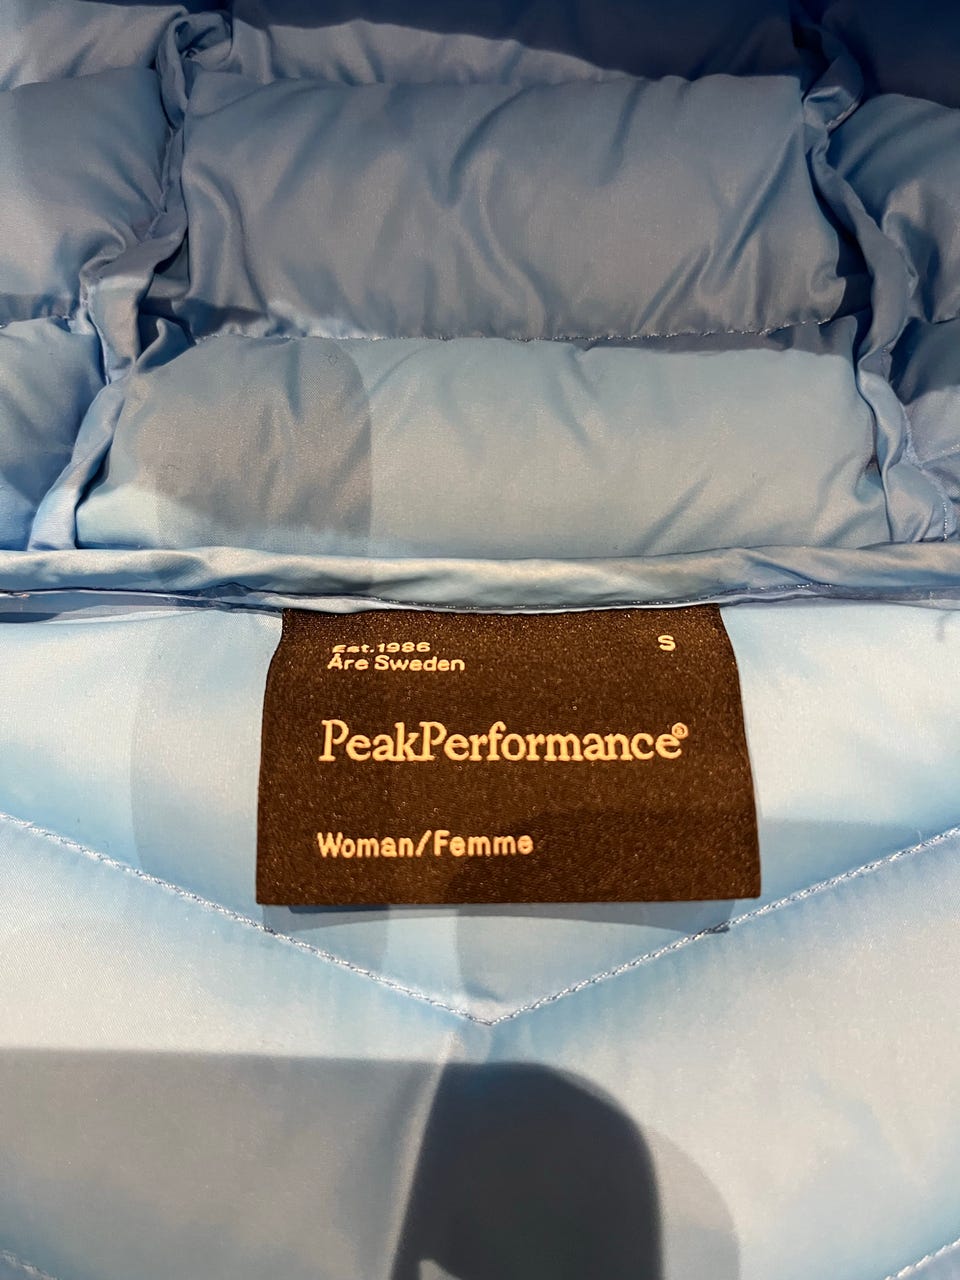 Est.1986
S
Åre Sweden
PeakPerformance®
Woman/Femme